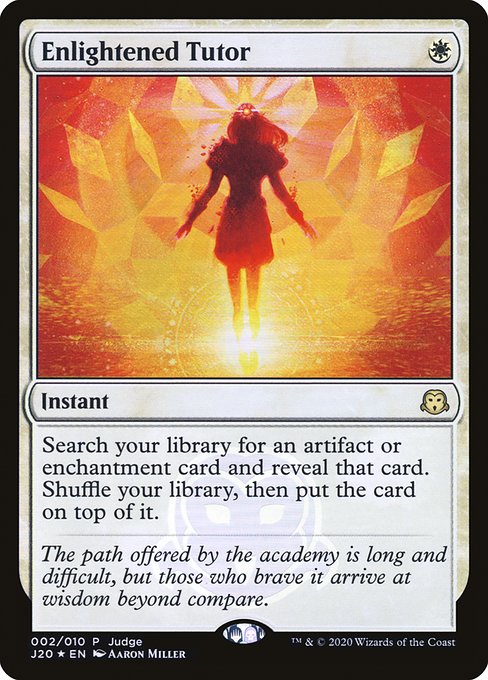 Enlightened Tutor
Instant
Search your library for an artifact or
enchantment card and reveal that card.
Shuffle your library, then put the card
on top of it.
The path offered by the academy is long and
difficult, but those who brave it arrive at
wisdom beyond compare.
002/010 P Judge
J20 ★ EN Aaron Miller
™ & © 2020 Wizards of the Coast